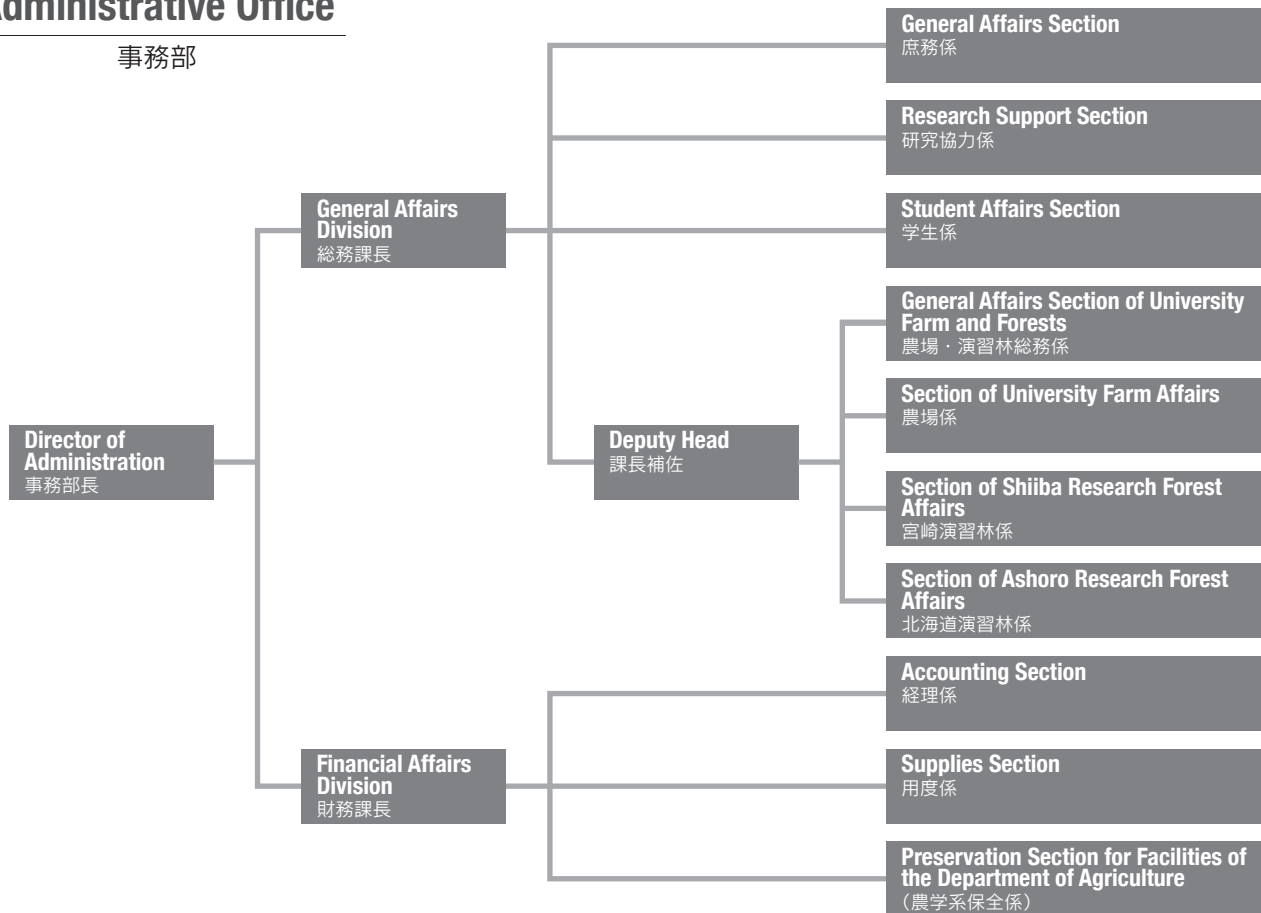 Administrative Office
事務部
General Affairs Section
庶務係
Research Support Section
研究協力係
General Affairs
Division
総務課長
Student Affairs Section
学生係
General Affairs Section of University
Farm and Forests
農場・演習林総務係
Section of University Farm Affairs
農場係
Director of
Administration
事務部長
Deputy Head
課長補佐
Section of Shiiba Research Forest
Affairs
宮崎演習林係
Section of Ashoro Research Forest
Affairs
北海道演習林係
Accounting Section
経理係
Financial Affairs
Division
財務課長
Supplies Section
用度係
Preservation Section for Facilities of
the Department of Agriculture
（農学系保全係）